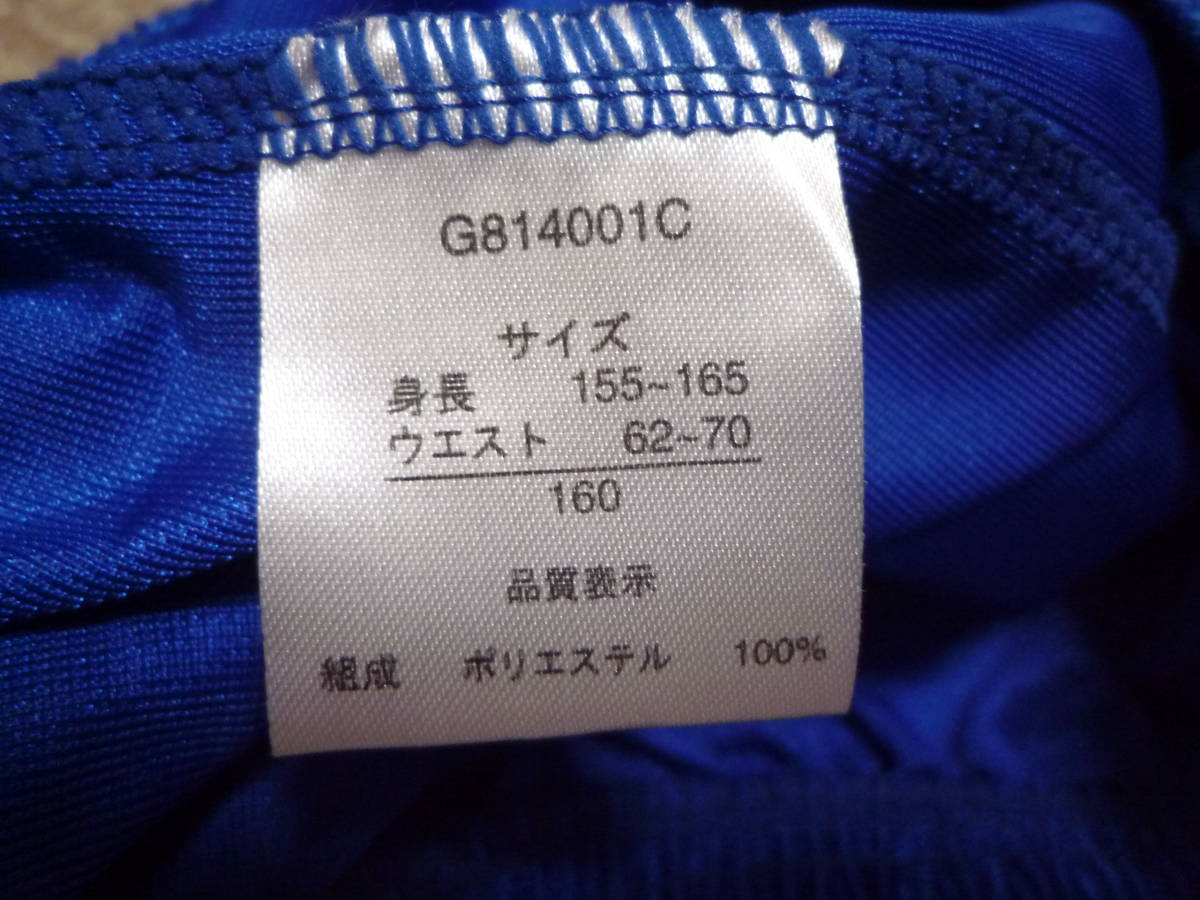 G814001C
サイズ
身長 155~165
ウエスト 62~70
160
品質表示
組成 ポリエステル 100%